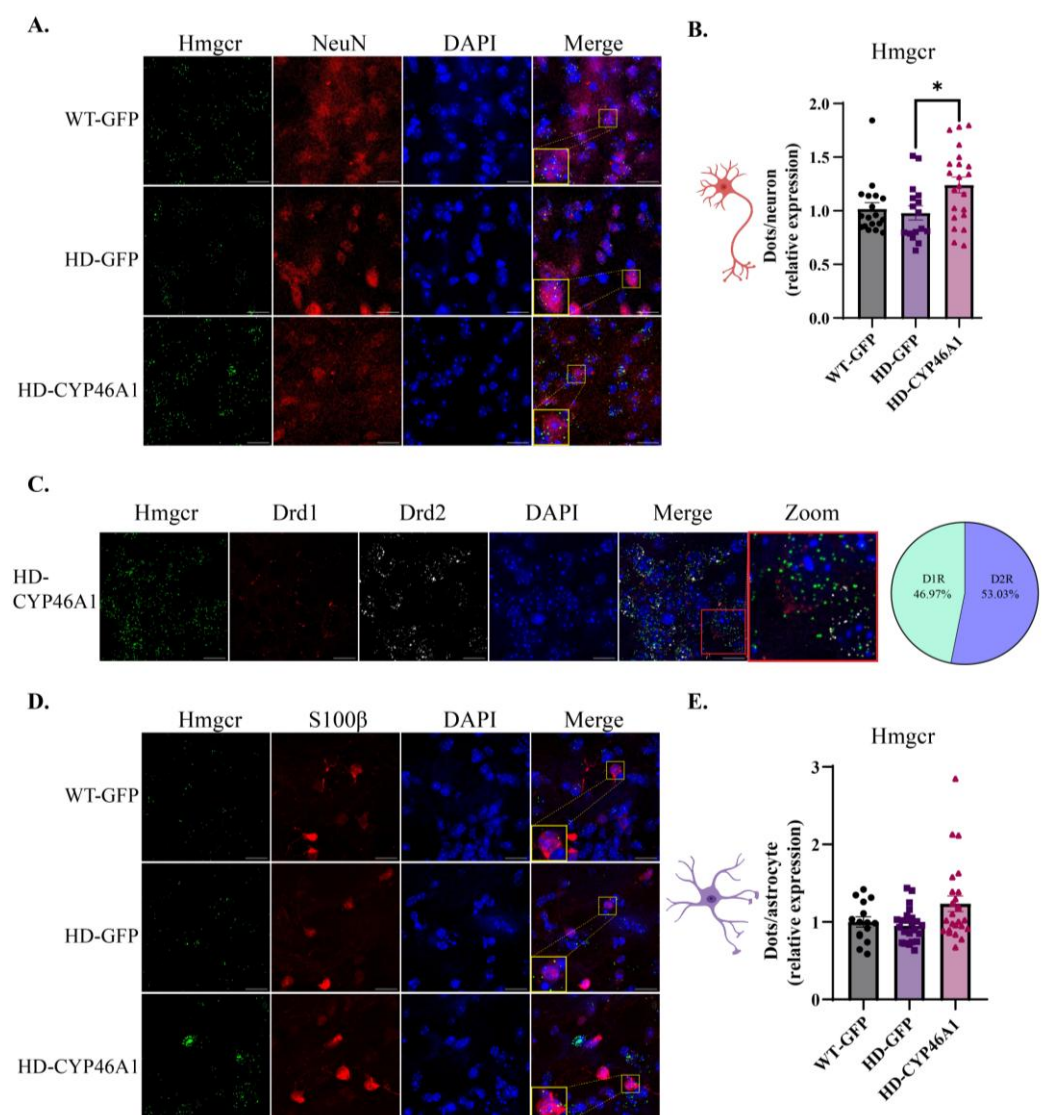 A.
Hmgcr NeuN DAPI Merge
WT-GFP
HD-GFP
HD-CYP46A1
B.
Hmgcr
*
Dots/neuron
(relative expression)
2.0
1.5
1.0
0.5
0.0
WT-GFP
HD-GFP
HD-CYP46A1
C.
Hmgcr Drd1 Drd2 DAPI Merge Zoom
HD-
CYP46A1
D1R
46.97%
D2R
53.03%
D.
Hmgcr S100β DAPI Merge
WT-GFP
HD-GFP
HD-CYP46A1
E.
Hmgcr
Dots/astrocyte
(relative expression)
3
2
1
0
WT-GFP
HD-GFP
HD-CYP46A1